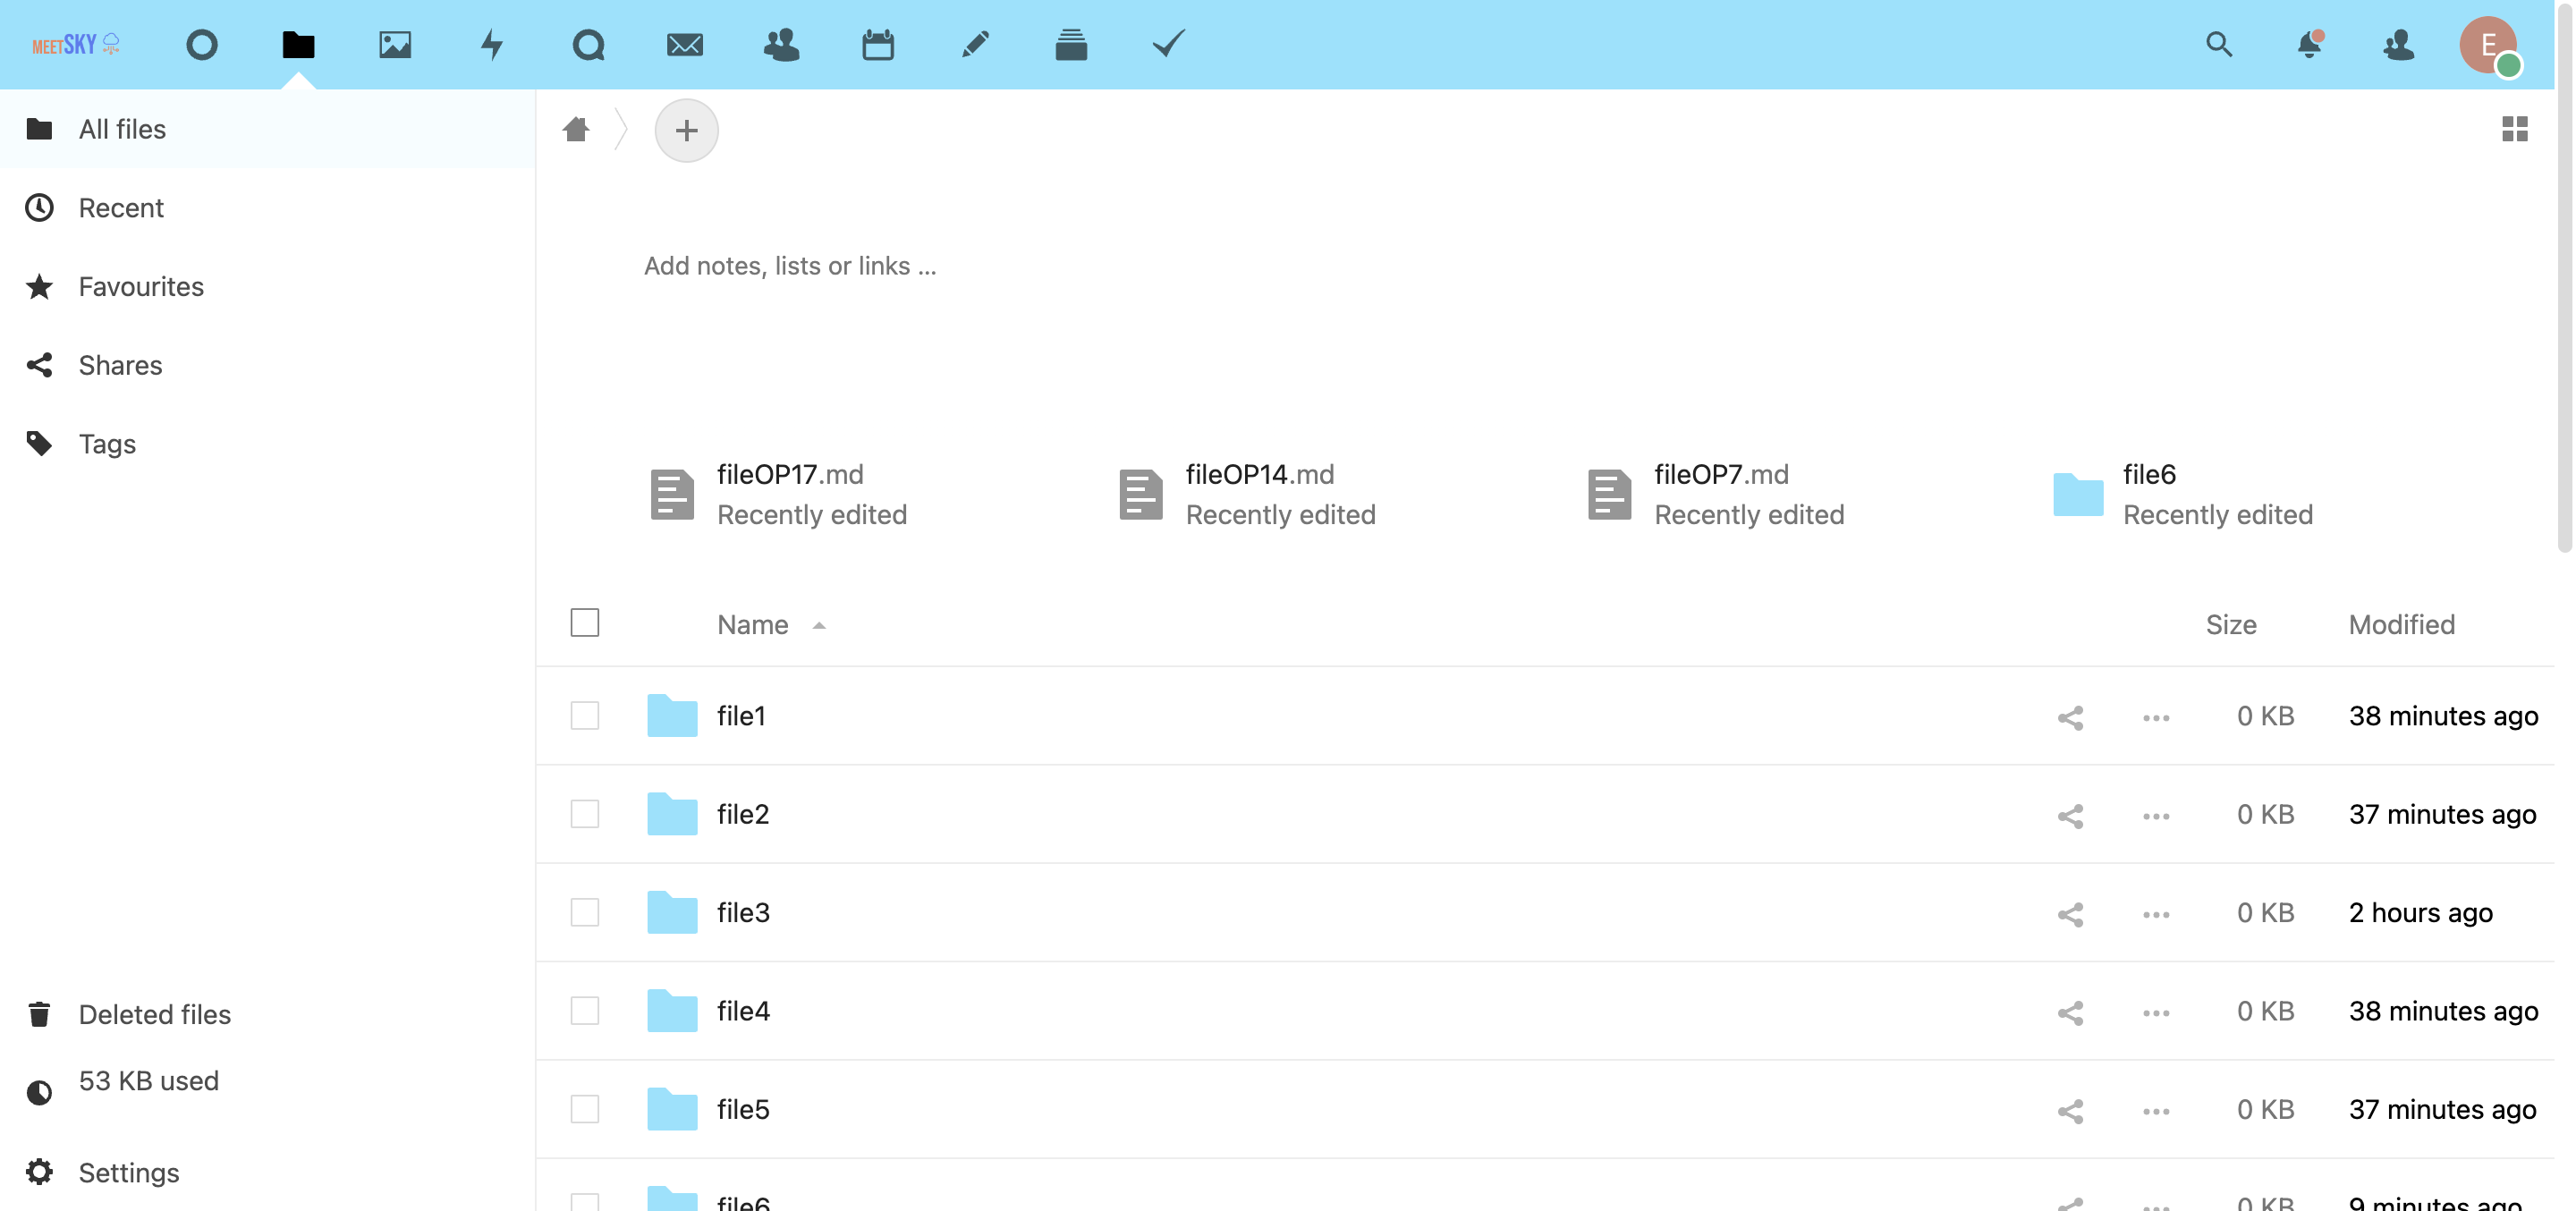 MEETSKY
E
All files
Recent
Favourites
Shares
Tags
Add notes, lists or links ...
fileOP17.md
Recently edited
fileOP14.md
Recently edited
fileOP7.md
Recently edited
file6
Recently edited
Name Size Modified
file1 0 KB 38 minutes ago
file2 0 KB 37 minutes ago
file3 0 KB 2 hours ago
file4 0 KB 38 minutes ago
file5 0 KB 37 minutes ago
file6 0 KB 9 minutes ago
Deleted files
53 KB used
Settings